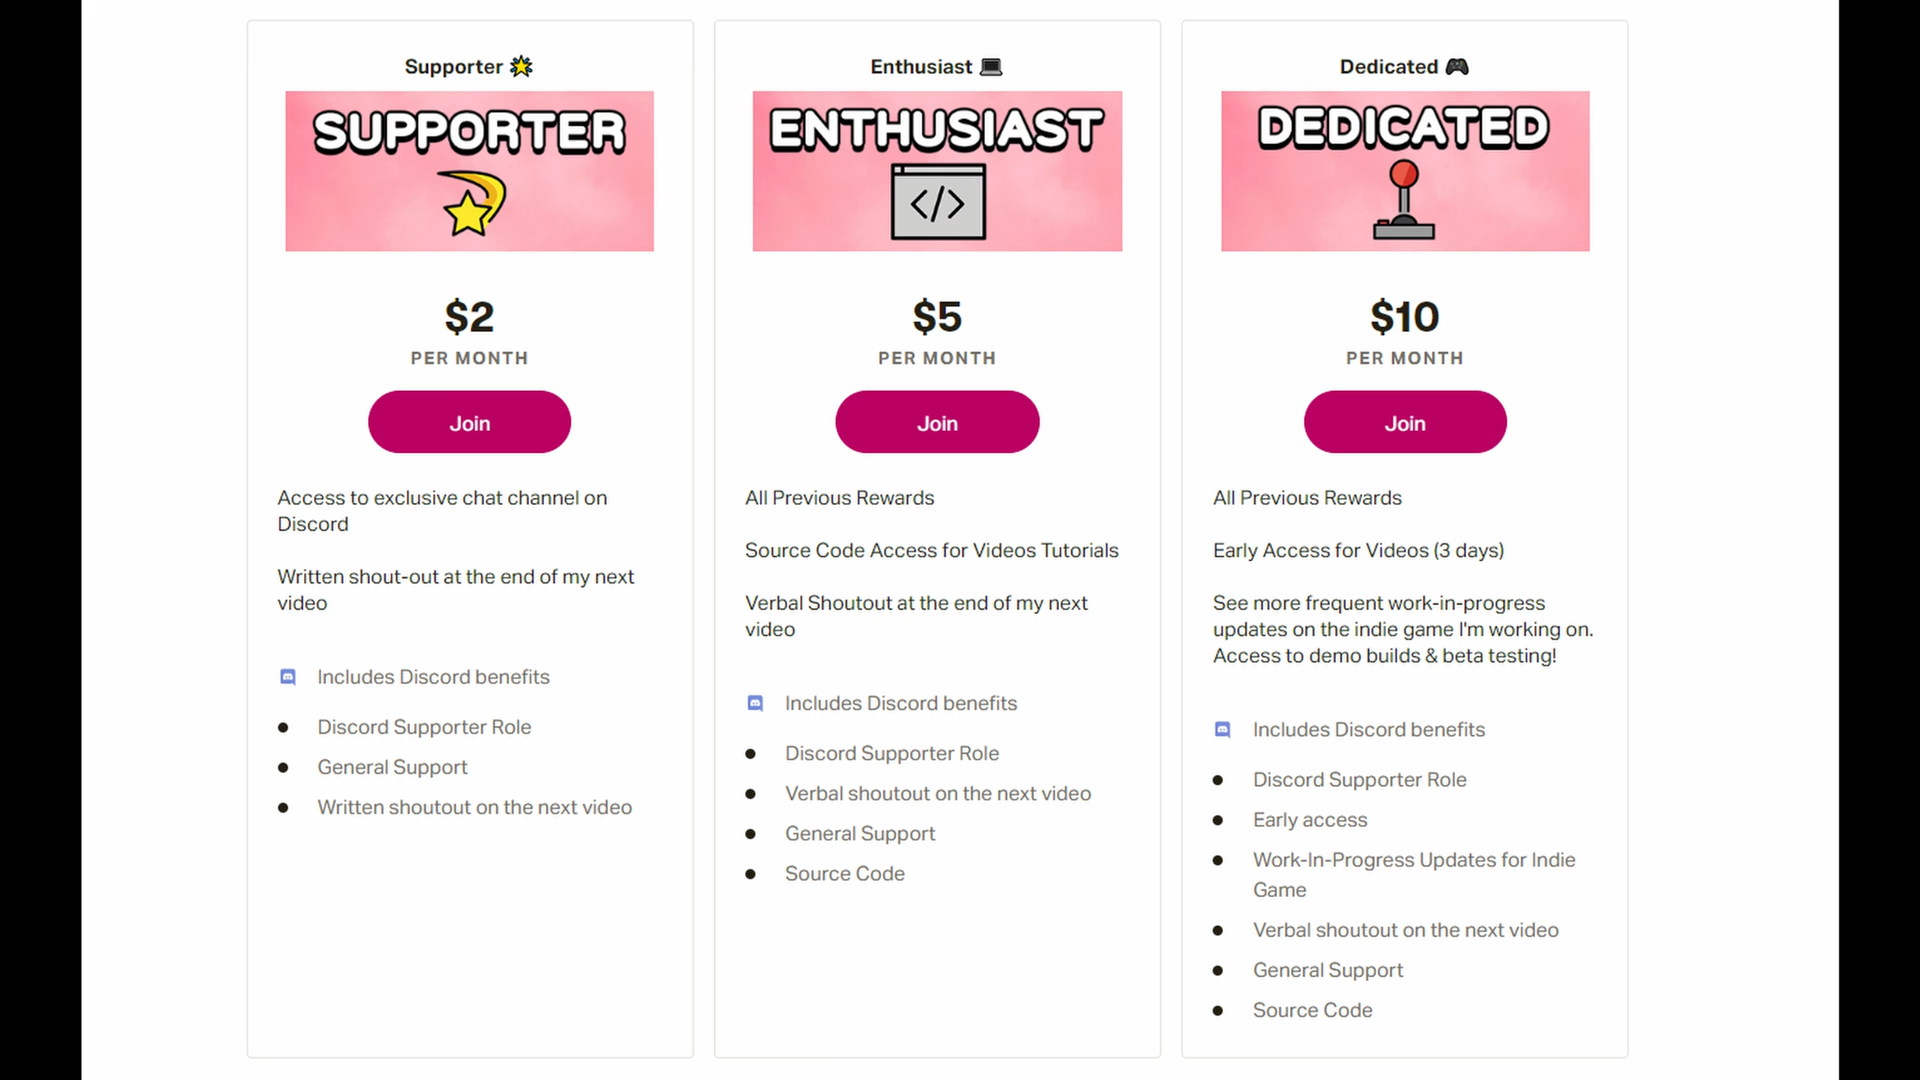 Supporter
SUPPORTER
$2
PER MONTH
Join
Access to exclusive chat channel on
Discord
Written shout-out at the end of my next
video
Includes Discord benefits
Discord Supporter Role
General Support
Written shoutout on the next video
Enthusiast
ENTHUSIAST
</>
$5
PER MONTH
Join
All Previous Rewards
Source Code Access for Videos Tutorials
Verbal Shoutout at the end of my next
video
Includes Discord benefits
Discord Supporter Role
Verbal shoutout on the next video
General Support
Source Code
Dedicated
DEDICATED
$10
PER MONTH
Join
All Previous Rewards
Early Access for Videos (3 days)
See more frequent work-in-progress
updates on the indie game I'm working on.
Access to demo builds & beta testing!
Includes Discord benefits
Discord Supporter Role
Early access
Work-In-Progress Updates for Indie
Game
Verbal shoutout on the next video
General Support
Source Code